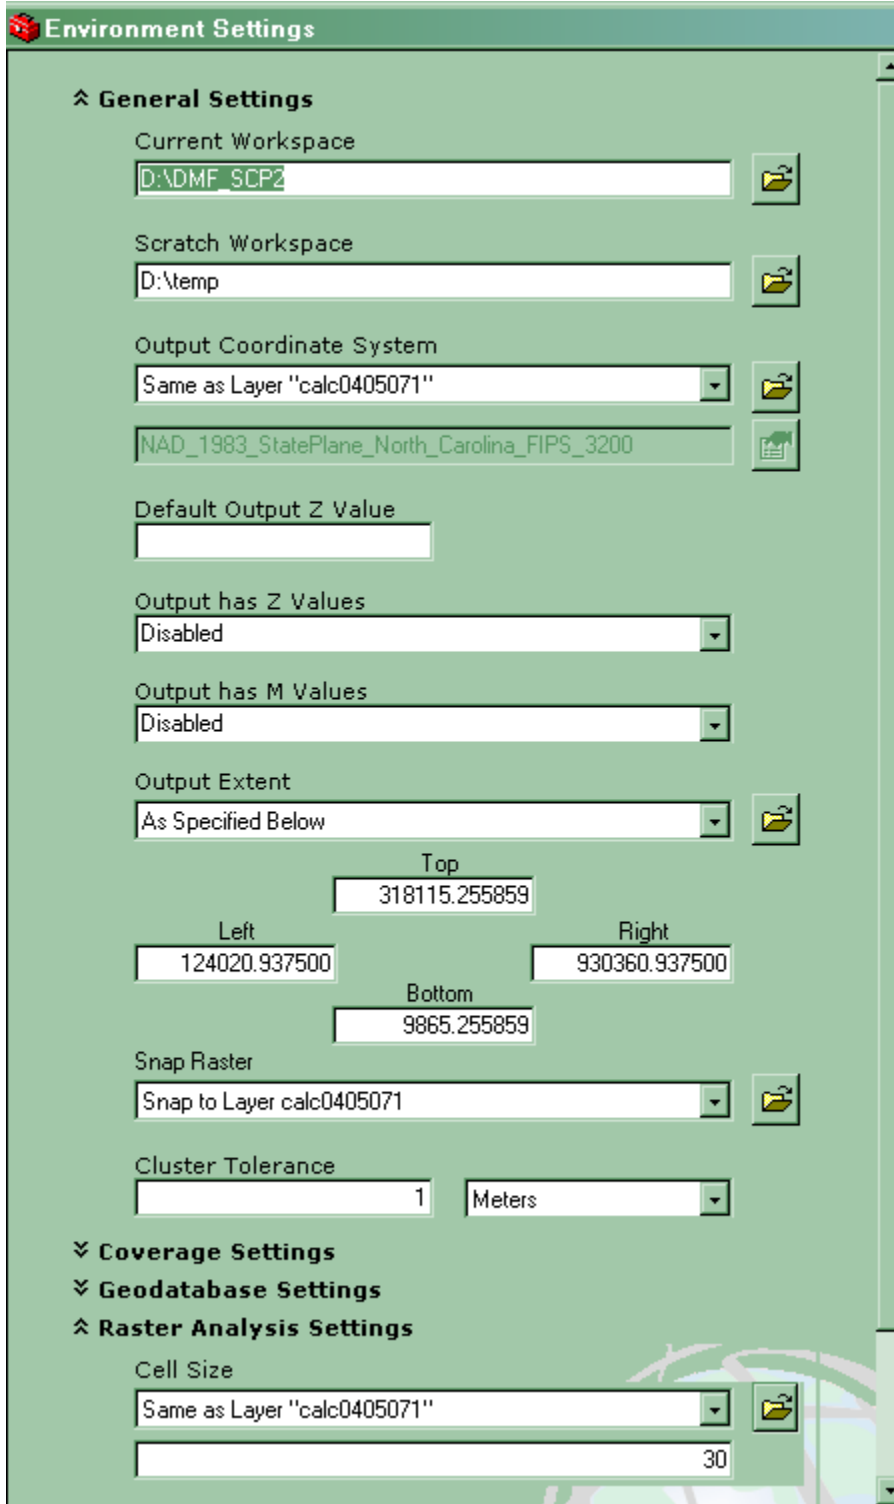 Environment Settings
General Settings
Current Workspace
D:\DMF_SCP2
Scratch Workspace
D:\temp
Output Coordinate System
Same as Layer "calc0405071"
NAD_1983_StatePlane_North_Carolina_FIPS_3200
Default Output Z Value
Output has Z Values
Disabled
Output has M Values
Disabled
Output Extent
As Specified Below
Top
318115.255859
Left Right
124020.937500 930360.937500
Bottom
9865.255859
Snap Raster
Snap to Layer calc0405071
Cluster Tolerance
1 Meters
Coverage Settings
Geodatabase Settings
Raster Analysis Settings
Cell Size
Same as Layer "calc0405071"
30